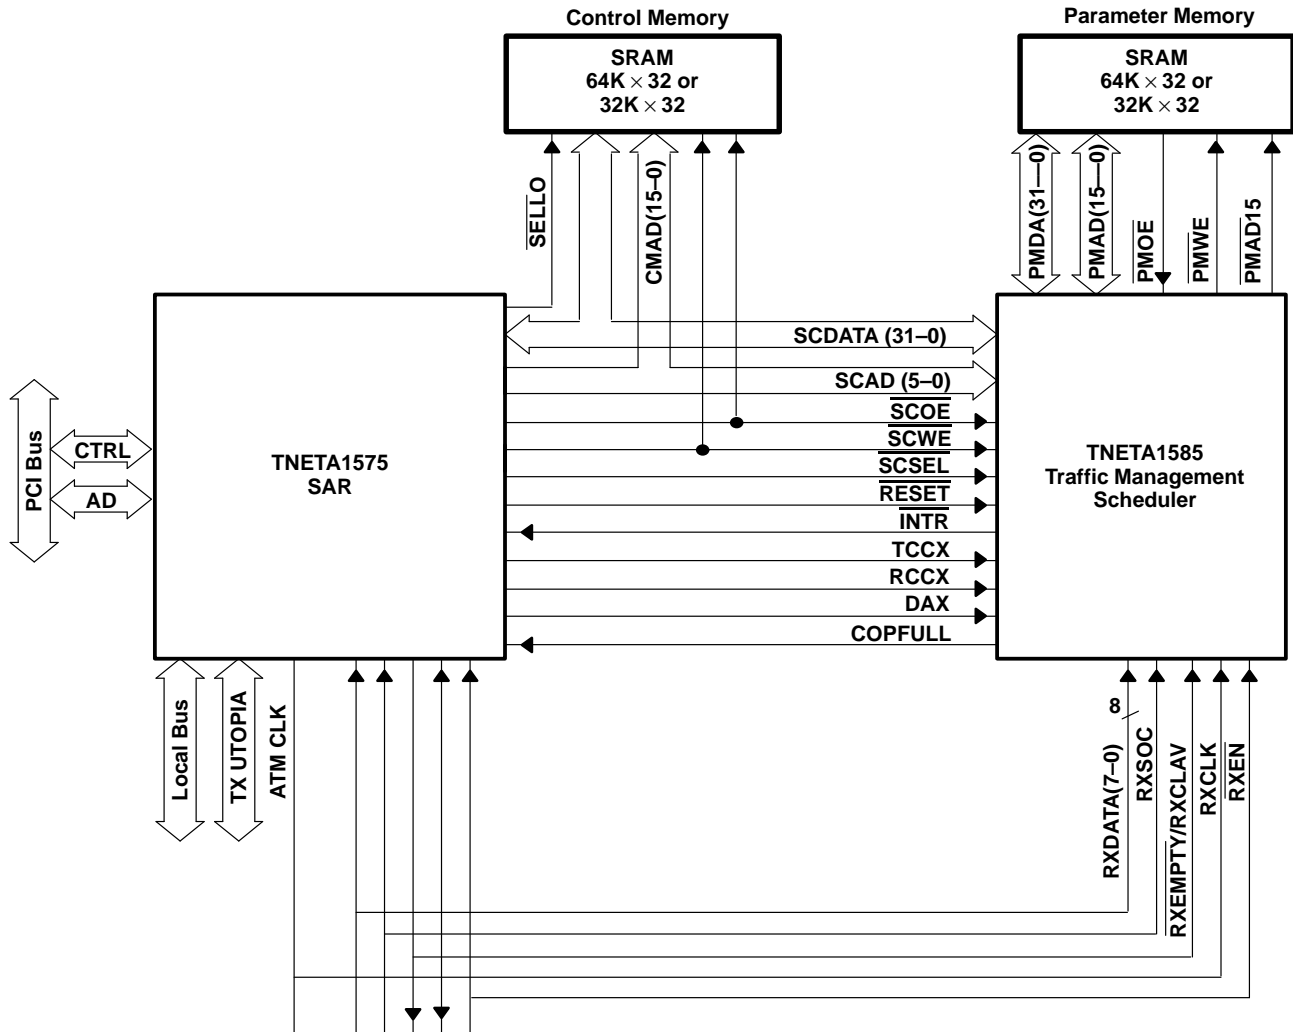 Control Memory
Parameter Memory
SRAM
64K × 32 or
32K × 32
SRAM
64K × 32 or
32K × 32
SELLO
CMAD(15–0)
PMDA(31–0)
PMAD(15–0)
PMOE
PMWE
PMAD15
SCDATA (31–0)
SCAD (5–0)
SCOE
SCWE
SCSEL
RESET
INTR
TCCX
RCCX
DAX
COPFULL
PCI Bus
CTRL
AD
TNETA1575
SAR
TNETA1585
Traffic Management
Scheduler
Local Bus
TX UTOPIA
ATM CLK
8
RXDATA(7–0)
RXSOC
RXEMPTY/RXCLAV
RXCLK
RXEN